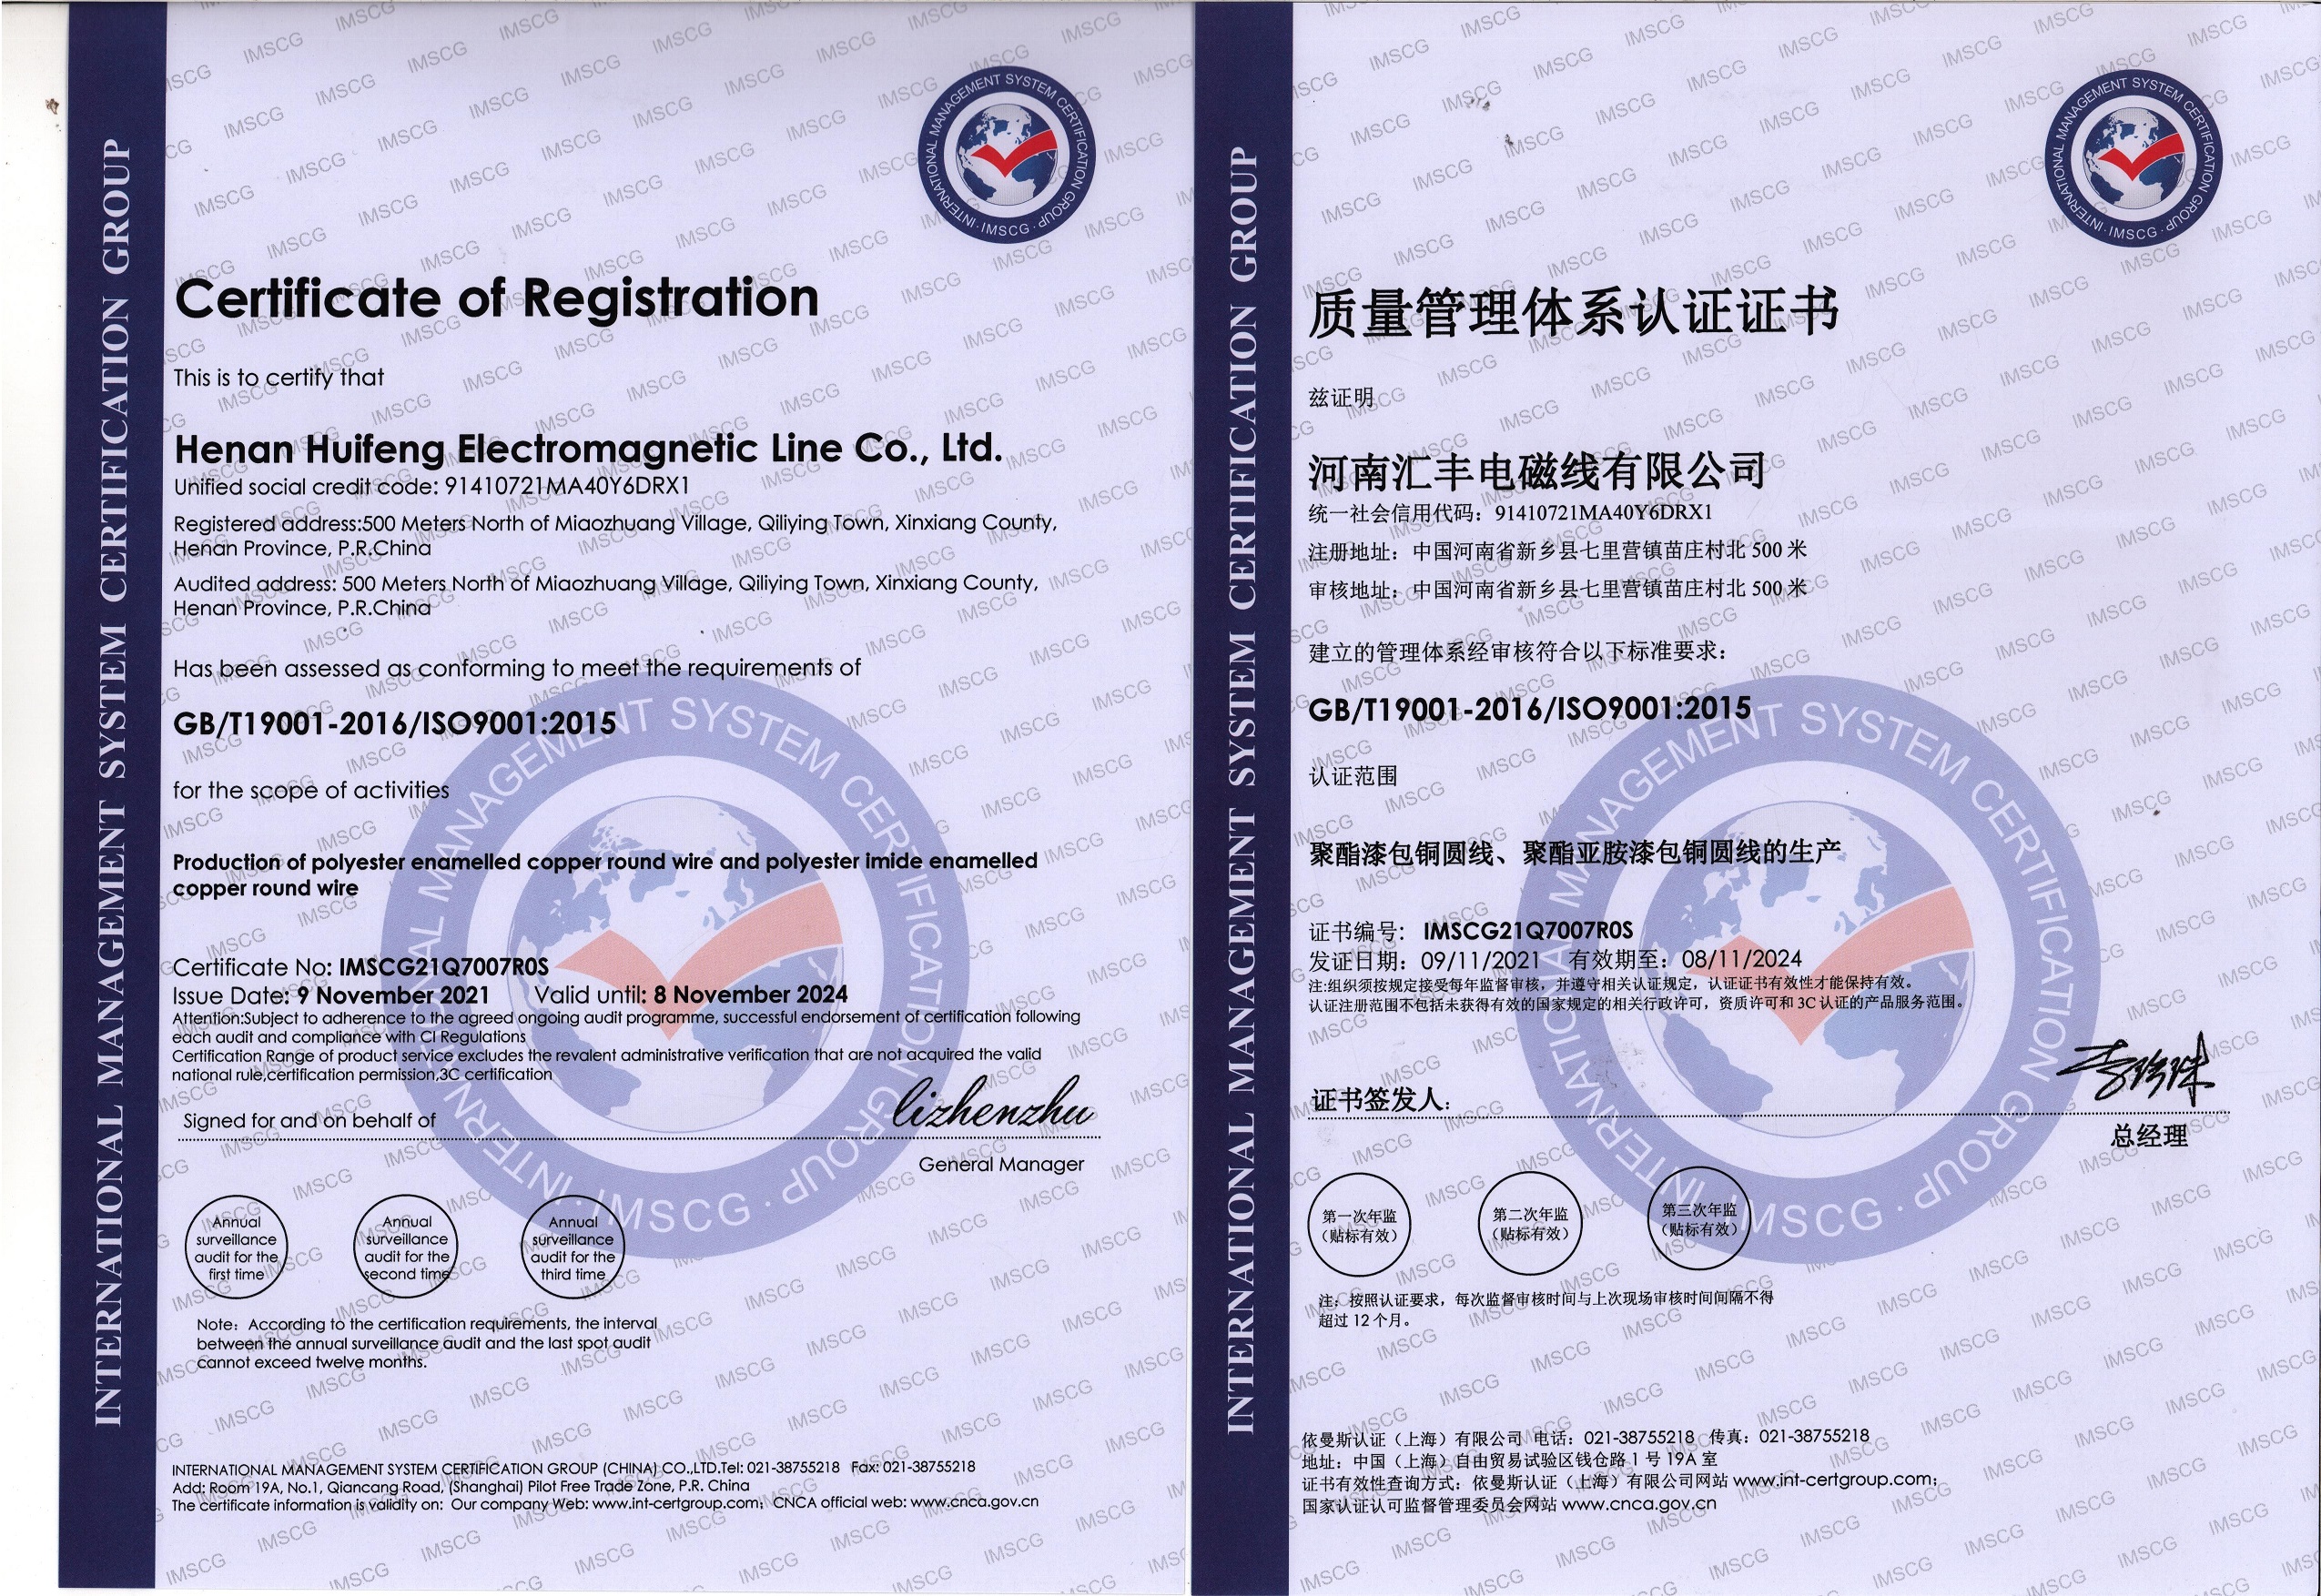 INTERNATIONAL MANAGEMENT SYSTEM CERTIFICATION GROUP
INTERNATIONAL MANAGEMENT SYSTEM CERTIFICATION GROUP · IMSCG ·
Certificate of Registration
This is to certify that
Henan Huifeng Electromagnetic Line Co., Ltd.
Unified social credit code: 91410721MA40Y6DRX1
Registered address:500 Meters North of Miaozhuang Village, Qiliying Town, Xinxiang County,
Henan Province, P.R.China
Audited address: 500 Meters North of Miaozhuang Village, Qiliying Town, Xinxiang County,
Henan Province, P.R.China
Has been assessed as conforming to meet the requirements of
GB/T19001-2016/ISO9001:2015
for the scope of activities
Production of polyester enamelled copper round wire and polyester imide enamelled
copper round wire
Certificate No: IMSCG21Q7007R0S
Issue Date: 9 November 2021 Valid until: 8 November 2024
Attention:Subject to adherence to the agreed ongoing audit programme, successful endorsement of certification following
each audit and compliance with CI Regulations
Certification Range of product service excludes the revalent administrative verification that are not acquired the valid
national rule,certification permission,3C certification
Signed for and on behalf of
lizhenzhu
General Manager
Annual
surveillance
audit for the
first time
Annual
surveillance
audit for the
second time
Annual
surveillance
audit for the
third time
Note: According to the certification requirements, the interval
between the annual surveillance audit and the last spot audit
cannot exceed twelve months.
INTERNATIONAL MANAGEMENT SYSTEM CERTIFICATION GROUP (CHINA) CO.,LTD.Tel: 021-38755218 Fax: 021-38755218
Add: Room 19A, No.1, Qiancang Road, (Shanghai) Pilot Free Trade Zone, P.R. China
The certificate information is validity on: Our company Web: www.int-certgroup.com; CNCA official web: www.cnca.gov.cn
INTERNATIONAL MANAGEMENT SYSTEM CERTIFICATION GROUP
INTERNATIONAL MANAGEMENT SYSTEM CERTIFICATION GROUP · IMSCG ·
质量管理体系认证证书
兹证明
河南汇丰电磁线有限公司
统一社会信用代码：91410721MA40Y6DRX1
注册地址：中国河南省新乡县七里营镇苗庄村北 500 米
审核地址：中国河南省新乡县七里营镇苗庄村北 500 米
建立的管理体系经审核符合以下标准要求：
GB/T19001-2016/ISO9001:2015
认证范围
聚酯漆包铜圆线、聚酯亚胺漆包铜圆线的生产
证书编号：IMSCG21Q7007R0S
发证日期：09/11/2021 有效期至：08/11/2024
注:组织须按规定接受每年监督审核，并遵守相关认证规定，认证证书有效性才能保持有效。
认证注册范围不包括未获得有效的国家规定的相关行政许可，资质许可和 3C 认证的产品服务范围。
证书签发人：
总经理
第一次年监
（贴标有效）
第二次年监
（贴标有效）
第三次年监
（贴标有效）
注：按照认证要求，每次监督审核时间与上次现场审核时间间隔不得
超过 12 个月。
依曼斯认证（上海）有限公司 电话：021-38755218 传真：021-38755218
地址：中国（上海）自由贸易试验区钱仓路 1 号 19A 室
证书有效性查询方式：依曼斯认证（上海）有限公司网站 www.int-certgroup.com；
国家认证认可监督管理委员会网站 www.cnca.gov.cn